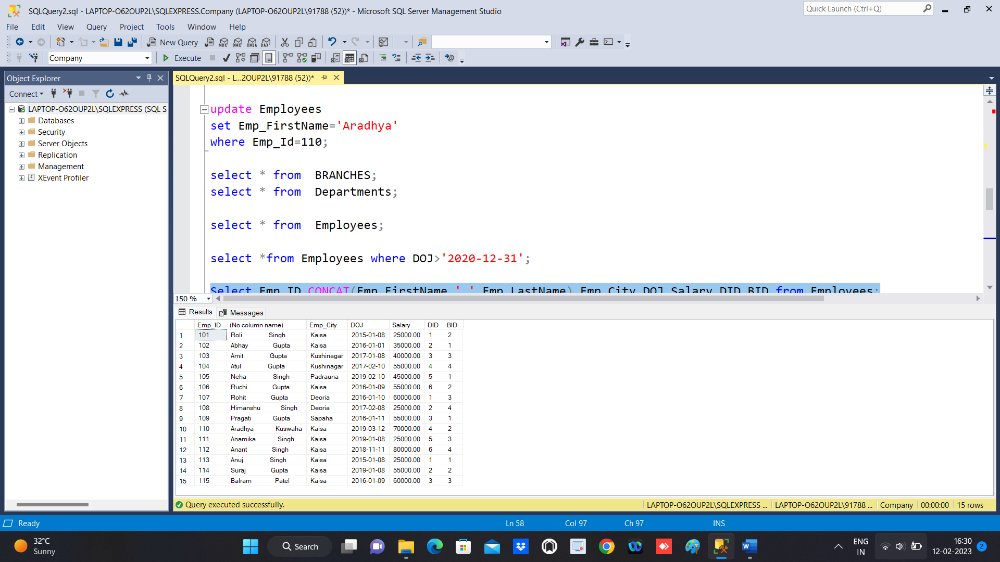 SQLQuery2.sql - LAPTOP-O62OUP2L\SQLEXPRESS.Company (LAPTOP-O62OUP2L\91788 (52))* - Microsoft SQL Server Management Studio
Quick Launch (Ctrl+Q)
File Edit View Query Project Tools Window Help
New Query MDX DMX XMLA DAX
Company Execute
Object Explorer
SQLQuery2.sql - L...2OUP2L\91788 (52))*
Connect
LAPTOP-O62OUP2L\SQLEXPRESS (SQL S
Databases
Security
Server Objects
Replication
Management
XEvent Profiler
update Employees
set Emp_FirstName='Aradhya'
where Emp_Id=110;
select * from  BRANCHES;
select * from  Departments;
select * from  Employees;
select *from Employees where DOJ>'2020-12-31';
Select Emp_ID,CONCAT(Emp_FirstName,' ',Emp_LastName),Emp_City,DOJ,Salary,DID,BID from Employees;
150 %
Results Messages
Emp_ID (No column name) Emp_City DOJ Salary DID BID
1 101 Roli Singh Kaisa 2015-01-08 25000.00 1 2
2 102 Abhay Gupta Kaisa 2016-01-01 35000.00 2 1
3 103 Amit Gupta Kushinagar 2017-01-08 40000.00 3 3
4 104 Atul Gupta Kushinagar 2017-02-10 55000.00 4 4
5 105 Neha Singh Padrauna 2019-02-10 45000.00 5 1
6 106 Ruchi Gupta Kaisa 2016-01-09 55000.00 6 2
7 107 Rohit Gupta Deoria 2016-01-10 60000.00 1 3
8 108 Himanshu Singh Deoria 2017-02-08 25000.00 2 4
9 109 Pragati Gupta Sapaha 2016-01-11 55000.00 3 1
10 110 Aradhya Kuswaha Kaisa 2019-03-12 70000.00 4 2
11 111 Anamika Singh Kaisa 2019-01-08 25000.00 5 3
12 112 Anant Singh Kaisa 2018-11-11 80000.00 6 4
13 113 Anuj Singh Kaisa 2015-01-08 25000.00 1 1
14 114 Suraj Gupta Kaisa 2019-01-08 55000.00 2 2
15 115 Balram Patel Kaisa 2016-01-09 60000.00 3 3
Query executed successfully. LAPTOP-O62OUP2L\SQLEXPRESS ... LAPTOP-O62OUP2L\91788 ... Company 00:00:00 15 rows
Ready Ln 58 Col 97 Ch 97 INS
32°C
Sunny
Search
ENG
IN
16:30
12-02-2023
2